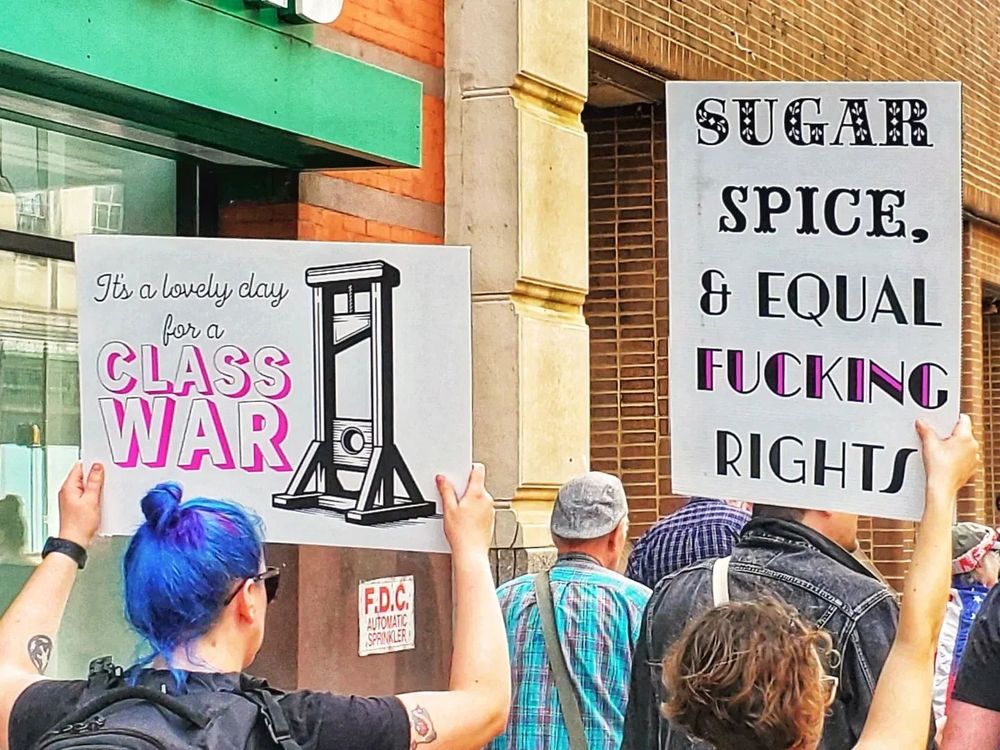 It's a lovely day
for a
CLASS
WAR
SUGAR
SPICE,
& EQUAL
FUCKING
RIGHTS
F.D.C.
AUTOMATIC
SPRINKLER